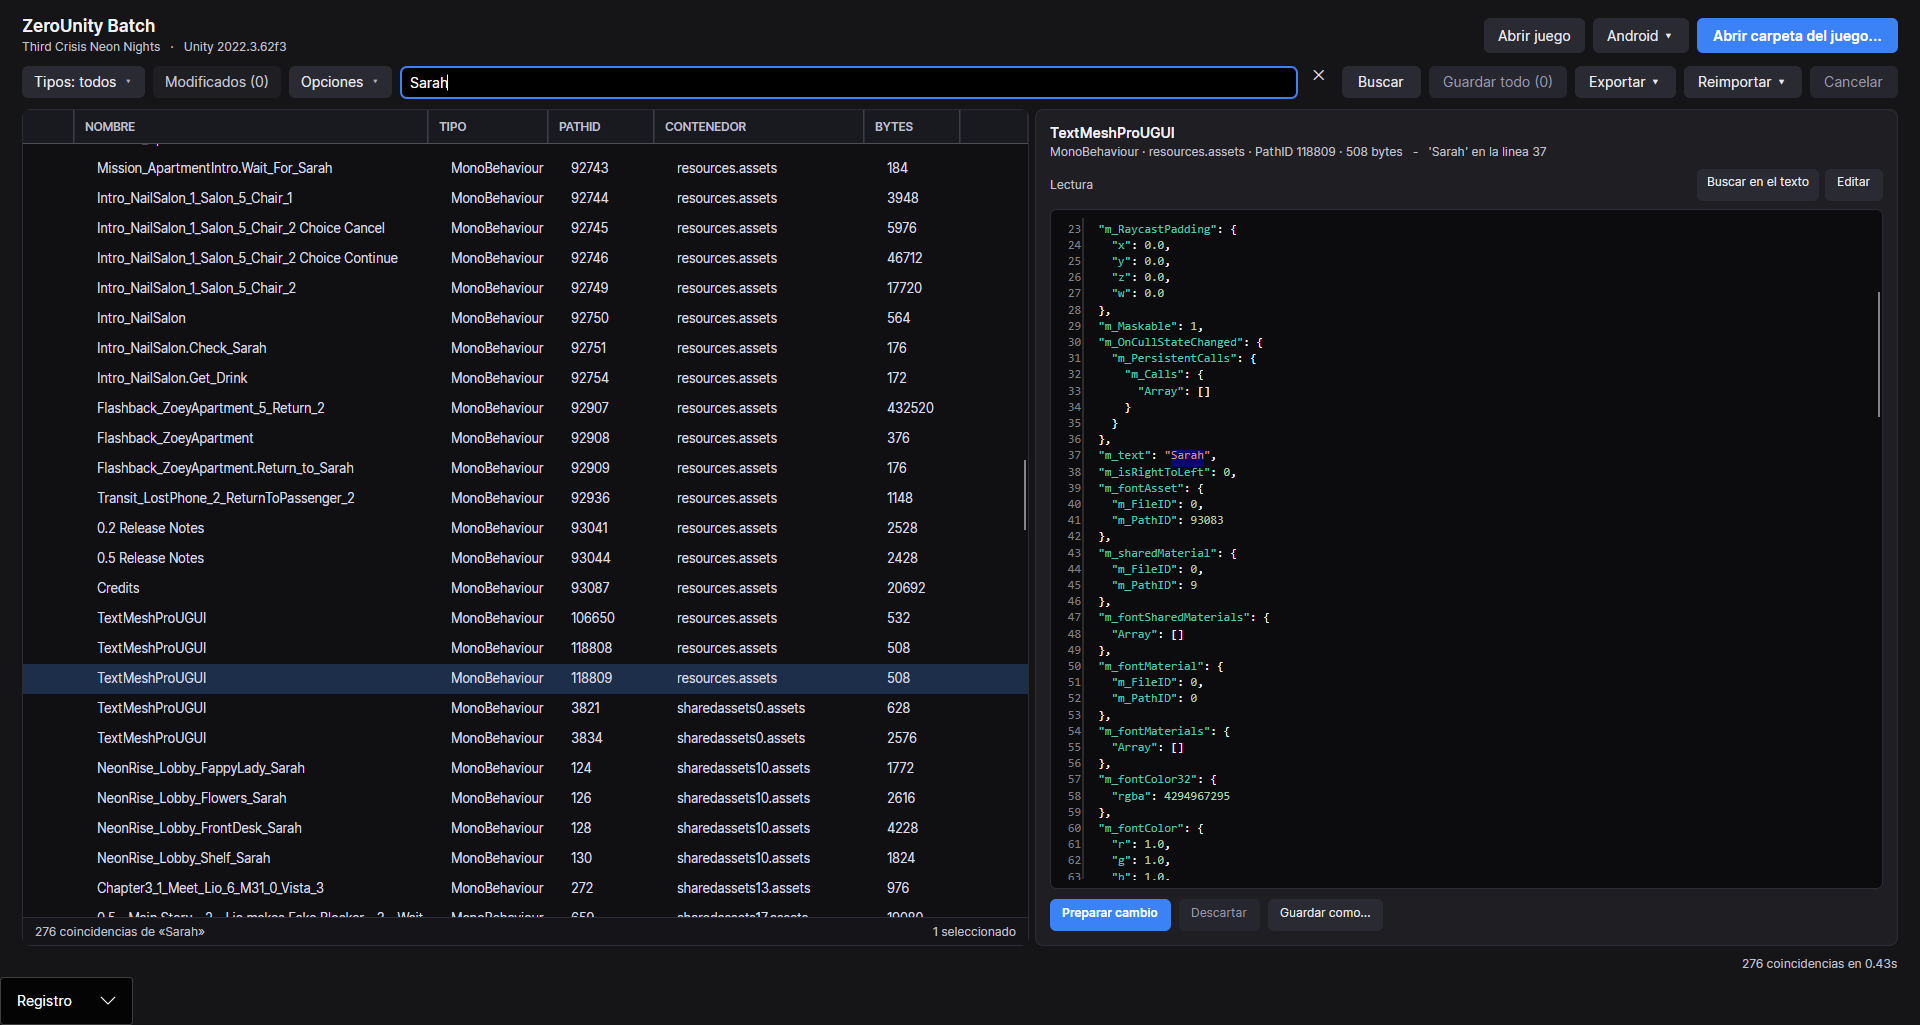 ZeroUnity Batch
Third Crisis Neon Nights · Unity 2022.3.62f3
Abrir juego
Android
Abrir carpeta del juego...
Tipos: todos
Modificados (0)
Opciones
Sarah
Buscar
Guardar todo (0)
Exportar
Reimportar
Cancelar
NOMBRE TIPO PATHID CONTENEDOR BYTES
Mission_ApartmentIntro.Wait_For_Sarah MonoBehaviour 92743 resources.assets 184
Intro_NailSalon_1_Salon_5_Chair_1 MonoBehaviour 92744 resources.assets 3948
Intro_NailSalon_1_Salon_5_Chair_2 Choice Cancel MonoBehaviour 92745 resources.assets 5976
Intro_NailSalon_1_Salon_5_Chair_2 Choice Continue MonoBehaviour 92746 resources.assets 46712
Intro_NailSalon_1_Salon_5_Chair_2 MonoBehaviour 92749 resources.assets 17720
Intro_NailSalon MonoBehaviour 92750 resources.assets 564
Intro_NailSalon.Check_Sarah MonoBehaviour 92751 resources.assets 176
Intro_NailSalon.Get_Drink MonoBehaviour 92754 resources.assets 172
Flashback_ZoeyApartment_5_Return_2 MonoBehaviour 92907 resources.assets 432520
Flashback_ZoeyApartment MonoBehaviour 92908 resources.assets 376
Flashback_ZoeyApartment.Return_to_Sarah MonoBehaviour 92909 resources.assets 176
Transit_LostPhone_2_ReturnToPassenger_2 MonoBehaviour 92936 resources.assets 1148
0.2 Release Notes MonoBehaviour 93041 resources.assets 2528
0.5 Release Notes MonoBehaviour 93044 resources.assets 2428
Credits MonoBehaviour 93087 resources.assets 20692
TextMeshProUGUI MonoBehaviour 106650 resources.assets 532
TextMeshProUGUI MonoBehaviour 118808 resources.assets 508
TextMeshProUGUI MonoBehaviour 118809 resources.assets 508
TextMeshProUGUI MonoBehaviour 3821 sharedassets0.assets 628
TextMeshProUGUI MonoBehaviour 3834 sharedassets0.assets 2576
NeonRise_Lobby_FappyLady_Sarah MonoBehaviour 124 sharedassets10.assets 1772
NeonRise_Lobby_Flowers_Sarah MonoBehaviour 126 sharedassets10.assets 2616
NeonRise_Lobby_FrontDesk_Sarah MonoBehaviour 128 sharedassets10.assets 4228
NeonRise_Lobby_Shelf_Sarah MonoBehaviour 130 sharedassets10.assets 1824
Chapter3_1_Meet_Lio_6_M31_0_Vista_3 MonoBehaviour 272 sharedassets13.assets 976
276 coincidencias de «Sarah»
1 seleccionado
TextMeshProUGUI
MonoBehaviour · resources.assets · PathID 118809 · 508 bytes - 'Sarah' en la linea 37
Lectura
Buscar en el texto
Editar
23 "m_RaycastPadding": {
24 "x": 0.0,
25 "y": 0.0,
26 "z": 0.0,
27 "w": 0.0
28 },
29 "m_Maskable": 1,
30 "m_OnCullStateChanged": {
31 "m_PersistentCalls": {
32 "m_Calls": {
33 "Array": []
34 }
35 }
36 },
37 "m_text": "Sarah",
38 "m_isRightToLeft": 0,
39 "m_fontAsset": {
40 "m_FileID": 0,
41 "m_PathID": 93083
42 },
43 "m_sharedMaterial": {
44 "m_FileID": 0,
45 "m_PathID": 9
46 },
47 "m_fontSharedMaterials": {
48 "Array": []
49 },
50 "m_fontMaterial": {
51 "m_FileID": 0,
52 "m_PathID": 0
53 },
54 "m_fontMaterials": {
55 "Array": []
56 },
57 "m_fontColor32": {
58 "rgba": 4294967295
59 },
60 "m_fontColor": {
61 "r": 1.0,
62 "g": 1.0,
63 "b": 1.0,
Preparar cambio
Descartar
Guardar como...
276 coincidencias en 0.43s
Registro